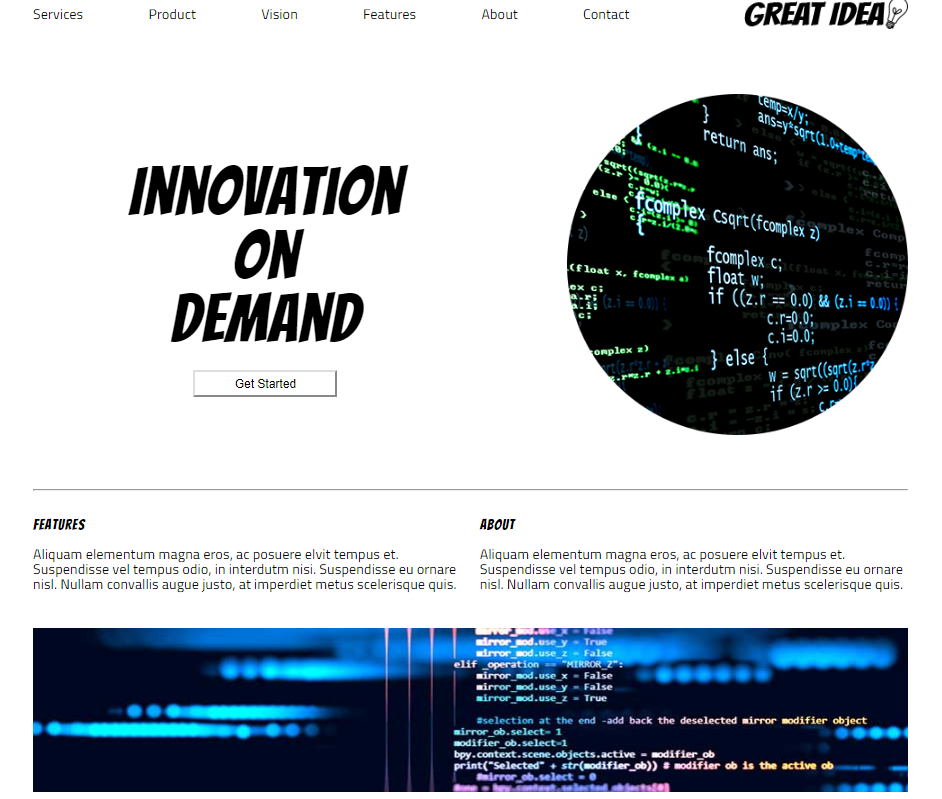 Services Product Vision Features About Contact GREAT IDEA
INNOVATION
ON
DEMAND
Get Started
temp=x/y;
ans=y*sqrt(1.0+temp*te
}
return ans;
fcomplex Csqrt(fcomplex z)
{
fcomplex c;
float w;
if ((z.r == 0.0) && (z.i == 0.0)) {
c.r=0.0;
c.i=0.0;
} else {
w = sqrt((sqrt(z.r*z
if (z.r >= 0.0){
FEATURES
Aliquam elementum magna eros, ac posuere elvit tempus et.
Suspendisse vel tempus odio, in interdutm nisi. Suspendisse eu ornare
nisl. Nullam convallis augue justo, at imperdiet metus scelerisque quis.
ABOUT
Aliquam elementum magna eros, ac posuere elvit tempus et.
Suspendisse vel tempus odio, in interdutm nisi. Suspendisse eu ornare
nisl. Nullam convallis augue justo, at imperdiet metus scelerisque quis.
mirror_mod.use_x = False
mirror_mod.use_y = True
mirror_mod.use_z = False
elif _operation == "MIRROR_Z":
mirror_mod.use_x = False
mirror_mod.use_y = False
mirror_mod.use_z = True
#selection at the end -add back the deselected mirror modifier object
mirror_ob.select= 1
modifier_ob.select=1
bpy.context.scene.objects.active = modifier_ob
print("Selected" + str(modifier_ob)) # modifier ob is the active ob
#mirror_ob.select = 0
= bpy.context.selected_objects[0]